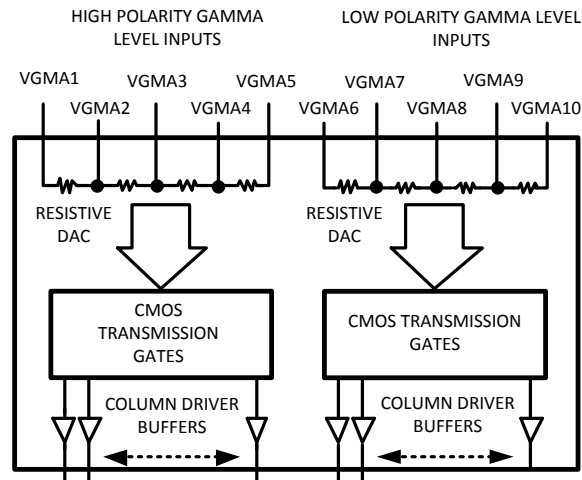 HIGH POLARITY GAMMA
LEVEL INPUTS
LOW POLARITY GAMMA LEVEL
INPUTS
VGMA1
VGMA2
VGMA3
VGMA4
VGMA5
VGMA6
VGMA7
VGMA8
VGMA9
VGMA10
RESISTIVE
DAC
RESISTIVE
DAC
CMOS
TRANSMISSION
GATES
CMOS TRANSMISSION
GATES
COLUMN DRIVER
BUFFERS
COLUMN DRIVER
BUFFERS